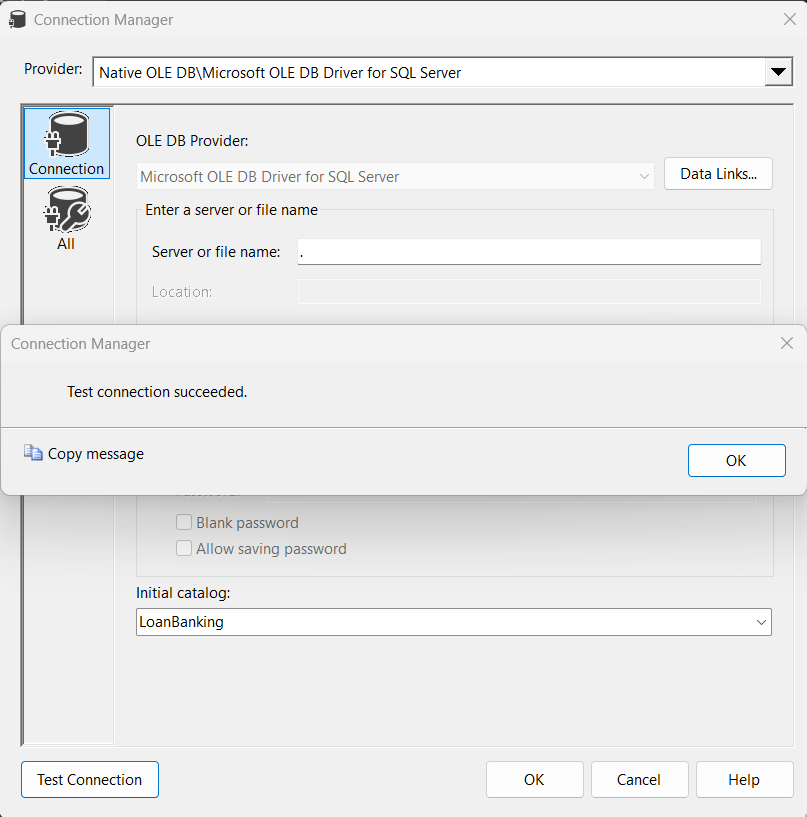 Connection Manager
Provider:
Native OLE DB\Microsoft OLE DB Driver for SQL Server
Connection
All
OLE DB Provider:
Microsoft OLE DB Driver for SQL Server
Data Links...
Enter a server or file name
Server or file name:
.
Location:
Connection Manager
Test connection succeeded.
Copy message
OK
Blank password
Allow saving password
Initial catalog:
LoanBanking
Test Connection
OK
Cancel
Help